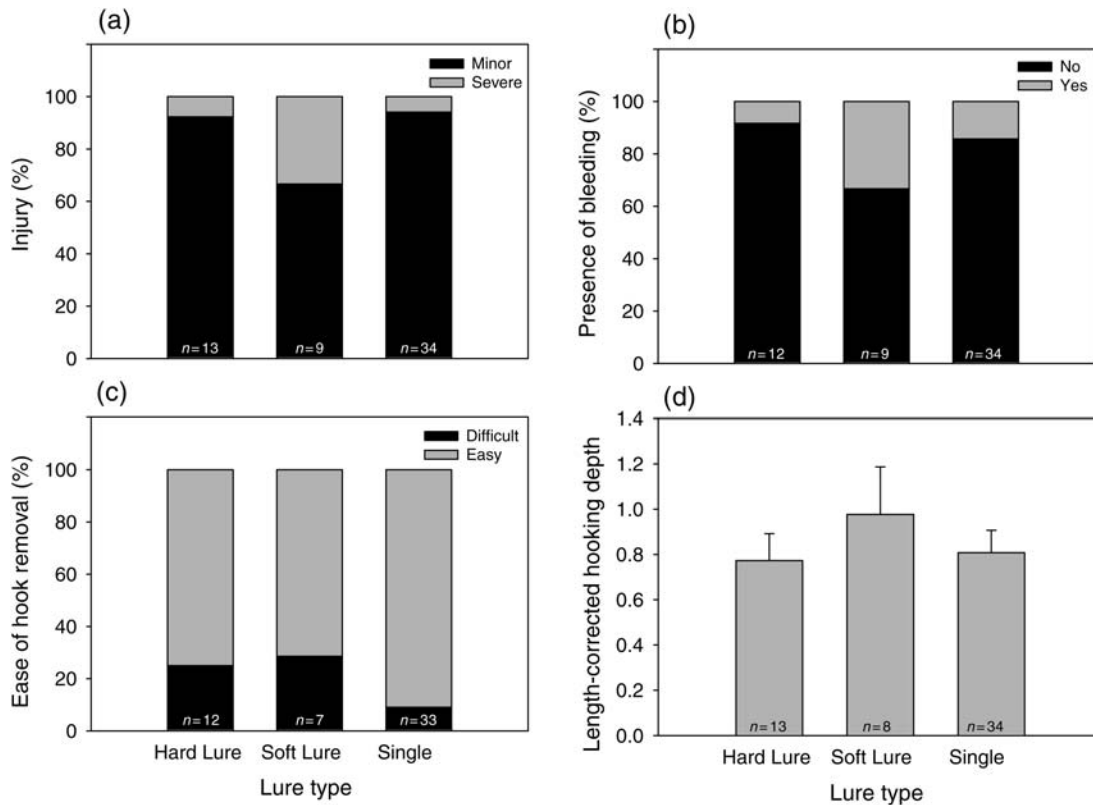 (a)
Minor
Severe
100
80
60
40
20
0
Injury (%)
n=13
n=9
n=34
(b)
No
Yes
100
80
60
40
20
0
Presence of bleeding (%)
n=12
n=9
n=34
(c)
Difficult
Easy
100
80
60
40
20
0
Ease of hook removal (%)
n=12
n=7
n=33
Hard Lure
Soft Lure
Single
Lure type
(d)
1.4
1.2
1.0
0.8
0.6
0.4
0.2
0.0
Length-corrected hooking depth
n=13
n=8
n=34
Hard Lure
Soft Lure
Single
Lure type